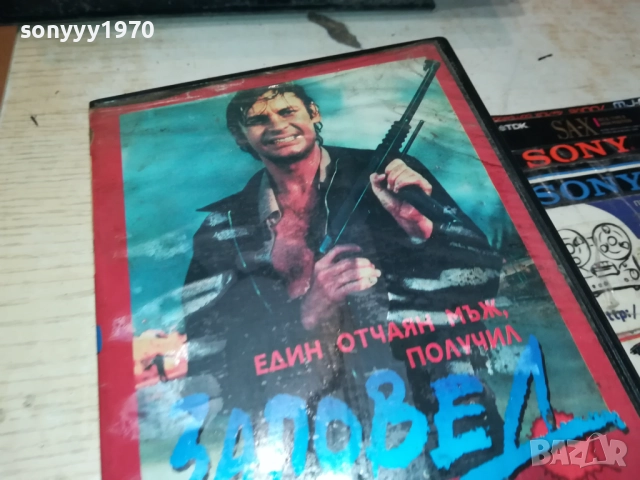 sonyyy1970
TDK
SA-X
SONY
SONY
ЕДИН ОТЧАЯН МЪЖ,
ПОЛУЧИЛ
ЗАПОВЕД
BAZAR